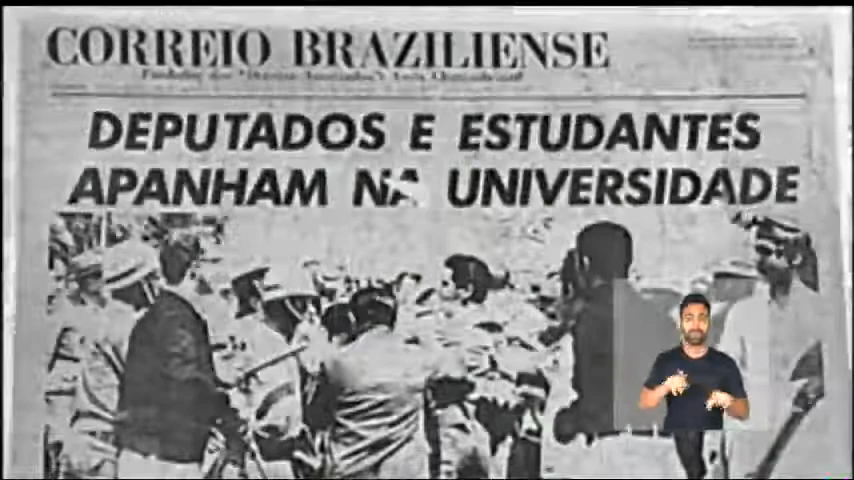 CORREIO BRAZILIENSE
DEPUTADOS E ESTUDANTES
APANHAM NA UNIVERSIDADE